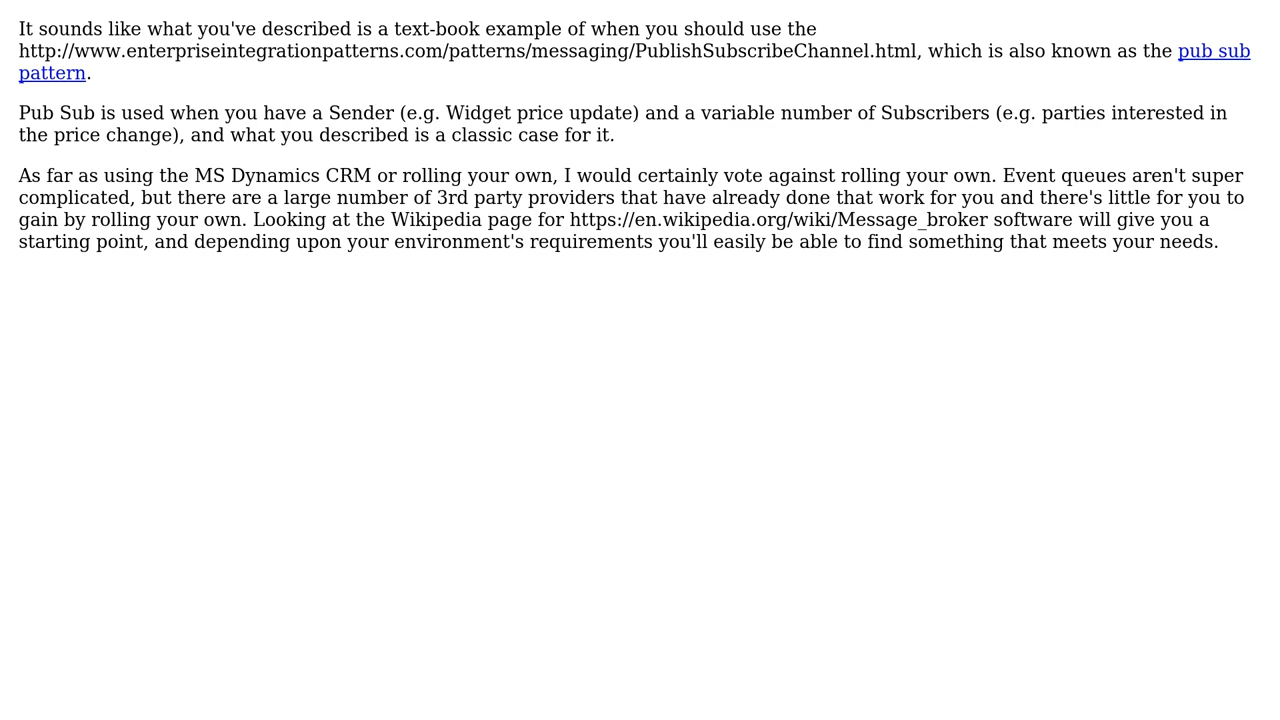 It sounds like what you've described is a text-book example of when you should use the
http://www.enterpriseintegrationpatterns.com/patterns/messaging/PublishSubscribeChannel.html, which is also known as the pub sub
pattern.
Pub Sub is used when you have a Sender (e.g. Widget price update) and a variable number of Subscribers (e.g. parties interested in
the price change), and what you described is a classic case for it.
As far as using the MS Dynamics CRM or rolling your own, I would certainly vote against rolling your own. Event queues aren't super
complicated, but there are a large number of 3rd party providers that have already done that work for you and there's little for you to
gain by rolling your own. Looking at the Wikipedia page for https://en.wikipedia.org/wiki/Message_broker software will give you a
starting point, and depending upon your environment's requirements you'll easily be able to find something that meets your needs.